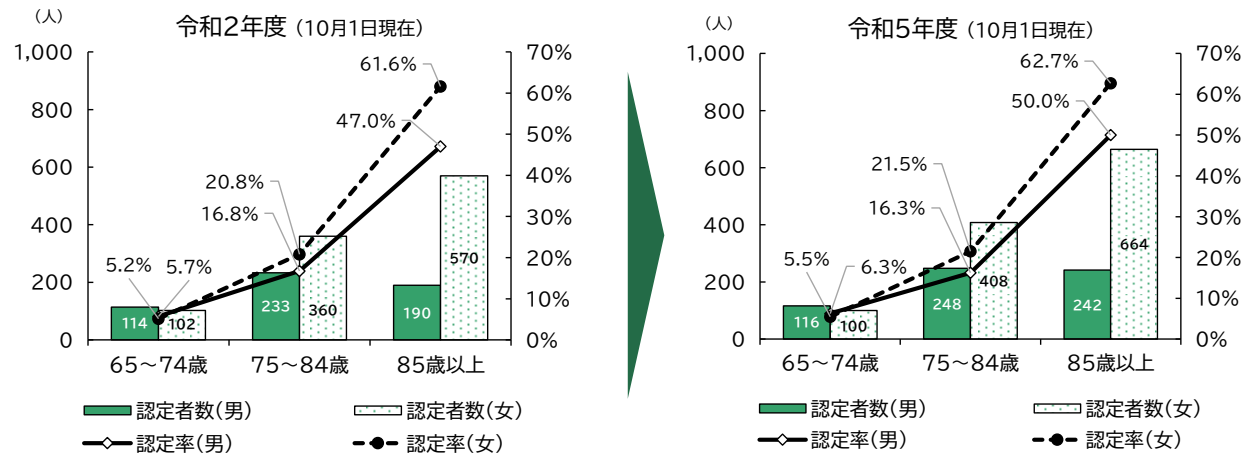 (人)
令和2年度 (10月1日現在)
1,000
800
600
400
200
0
70%
60%
50%
40%
30%
20%
10%
0%
61.6%
47.0%
20.8%
16.8%
5.2%
5.7%
114
102
233
360
190
570
65～74歳
75～84歳
85歳以上
認定者数(男)
認定者数(女)
認定率(男)
認定率(女)
(人)
令和5年度 (10月1日現在)
1,000
800
600
400
200
0
70%
60%
50%
40%
30%
20%
10%
0%
62.7%
50.0%
21.5%
16.3%
5.5%
6.3%
116
100
248
408
242
664
65～74歳
75～84歳
85歳以上
認定者数(男)
認定者数(女)
認定率(男)
認定率(女)